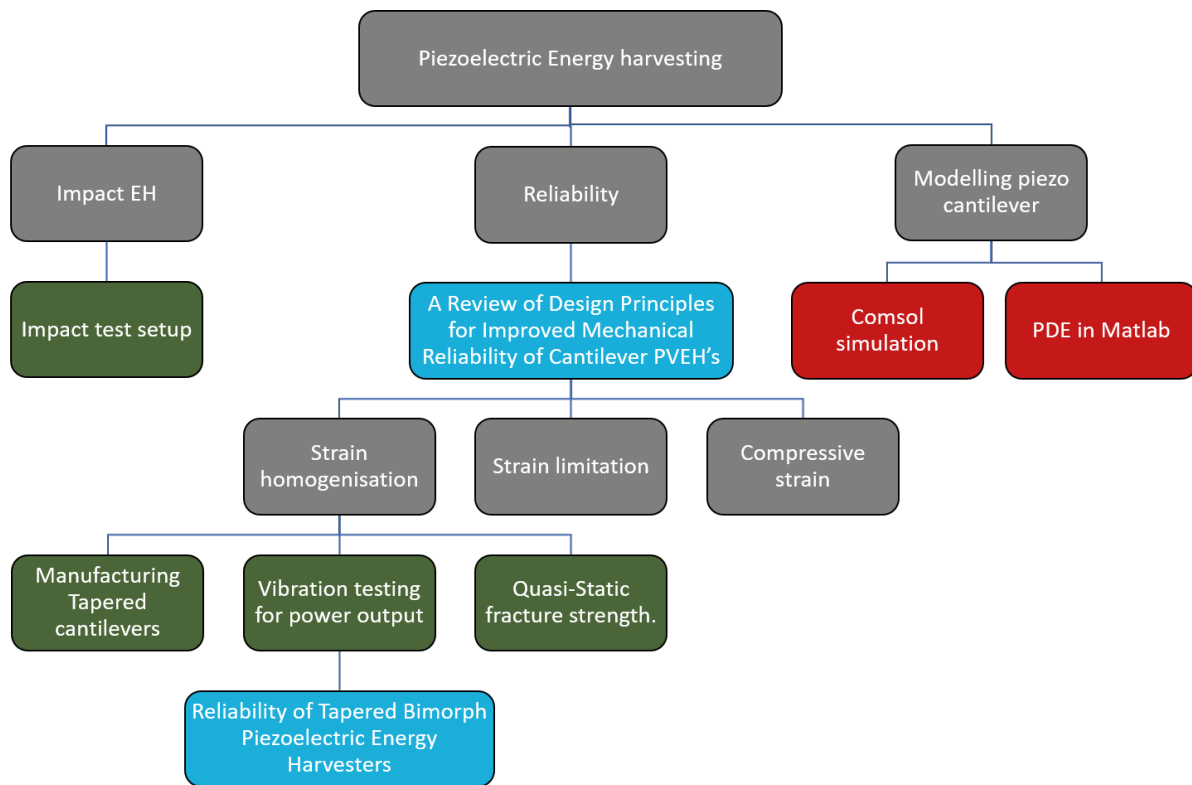 Piezoelectric Energy harvesting
Impact EH
Reliability
Modelling piezo
cantilever
Impact test setup
A Review of Design Principles
for Improved Mechanical
Reliability of Cantilever PVEH’s
Comsol
simulation
PDE in Matlab
Strain
homogenisation
Strain limitation
Compressive
strain
Manufacturing
Tapered
cantilevers
Vibration testing
for power output
Quasi-Static
fracture strength.
Reliability of Tapered Bimorph
Piezoelectric Energy
Harvesters